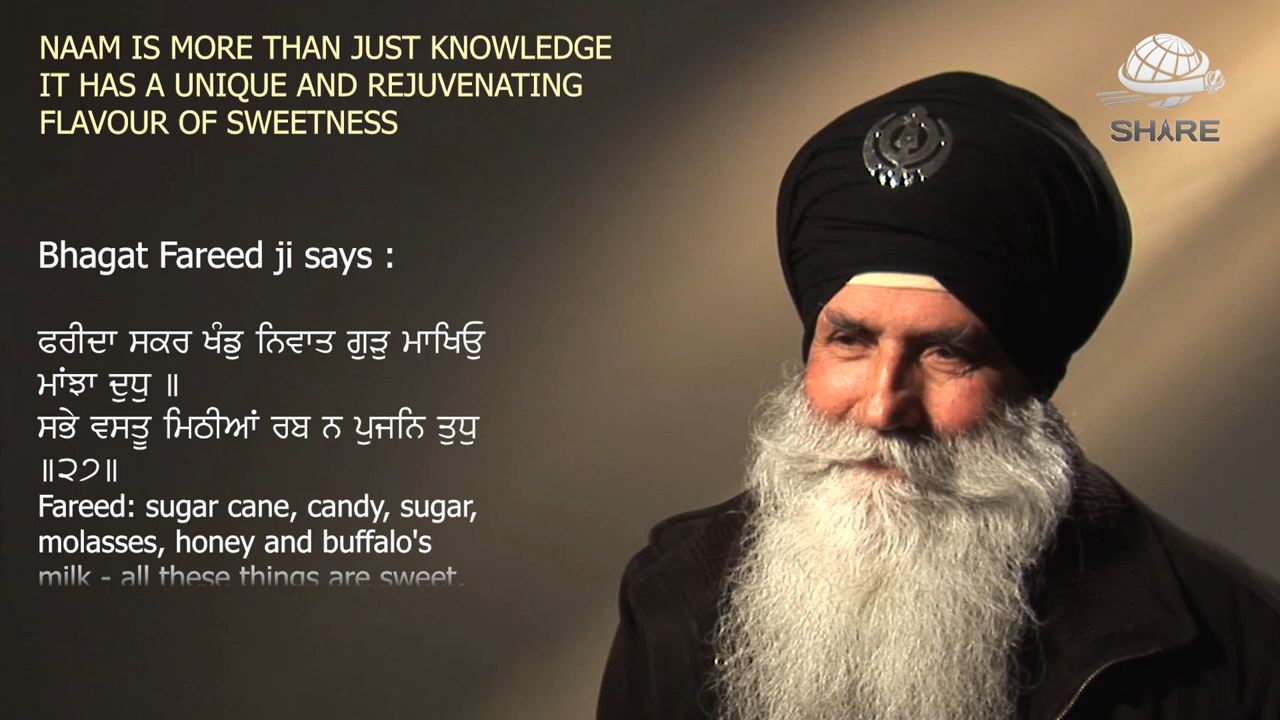 NAAM IS MORE THAN JUST KNOWLEDGE
IT HAS A UNIQUE AND REJUVENATING
FLAVOUR OF SWEETNESS
SHARE
Bhagat Fareed ji says :
ਫਰੀਦਾ ਸਕਰ ਖੰਡੁ ਨਿਵਾਤ ਗੁੜੁ ਮਾਖਿਓੁ
ਮਾਂਝਾ ਦੁਧੁ ॥
ਸਭੇ ਵਸਤੂ ਮਿਠੀਆਂ ਰਬ ਨ ਪੁਜਨਿ ਤੁਧੁ
॥੨੭॥
Fareed: sugar cane, candy, sugar,
molasses, honey and buffalo's
milk - all these things are sweet,